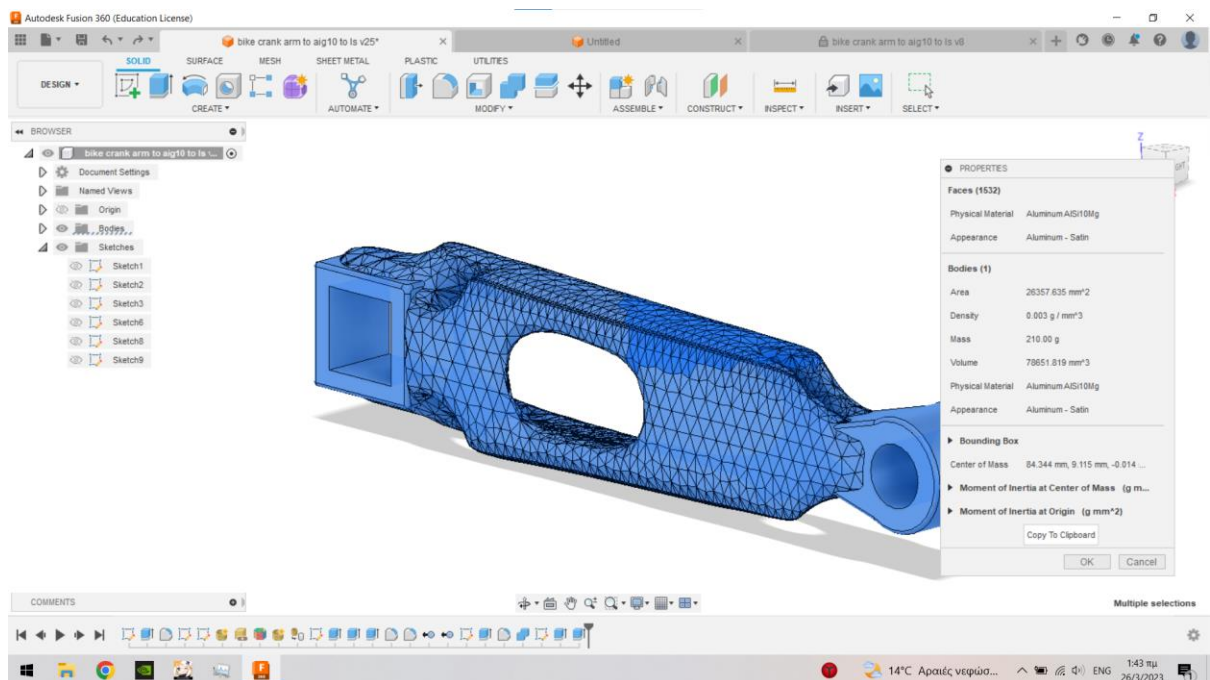 Autodesk Fusion 360 (Education License)
bike crank arm to aig10 to ls v25*
Untitled
bike crank arm to aig10 to ls v8
SOLID SURFACE MESH SHEET METAL PLASTIC UTILITIES
DESIGN
CREATE AUTOMATE MODIFY ASSEMBLE CONSTRUCT INSPECT INSERT SELECT
BROWSER
bike crank arm to aig10 to ls ...
Document Settings
Named Views
Origin
Bodies
Sketches
Sketch1
Sketch2
Sketch3
Sketch6
Sketch8
Sketch9
Z
PROPERTIES
Faces (1532)
Physical Material Aluminum AlSi10Mg
Appearance Aluminum - Satin
Bodies (1)
Area 26357.635 mm^2
Density 0.003 g / mm^3
Mass 210.00 g
Volume 78651.819 mm^3
Physical Material Aluminum AlSi10Mg
Appearance Aluminum - Satin
Bounding Box
Center of Mass 84.344 mm, 9.115 mm, -0.014 ...
Moment of Inertia at Center of Mass (g m...
Moment of Inertia at Origin (g mm^2)
Copy To Clipboard
OK Cancel
COMMENTS
Multiple selections
14°C Αραιές νεφώσ...
ENG
1:43 πμ
26/3/2023
1